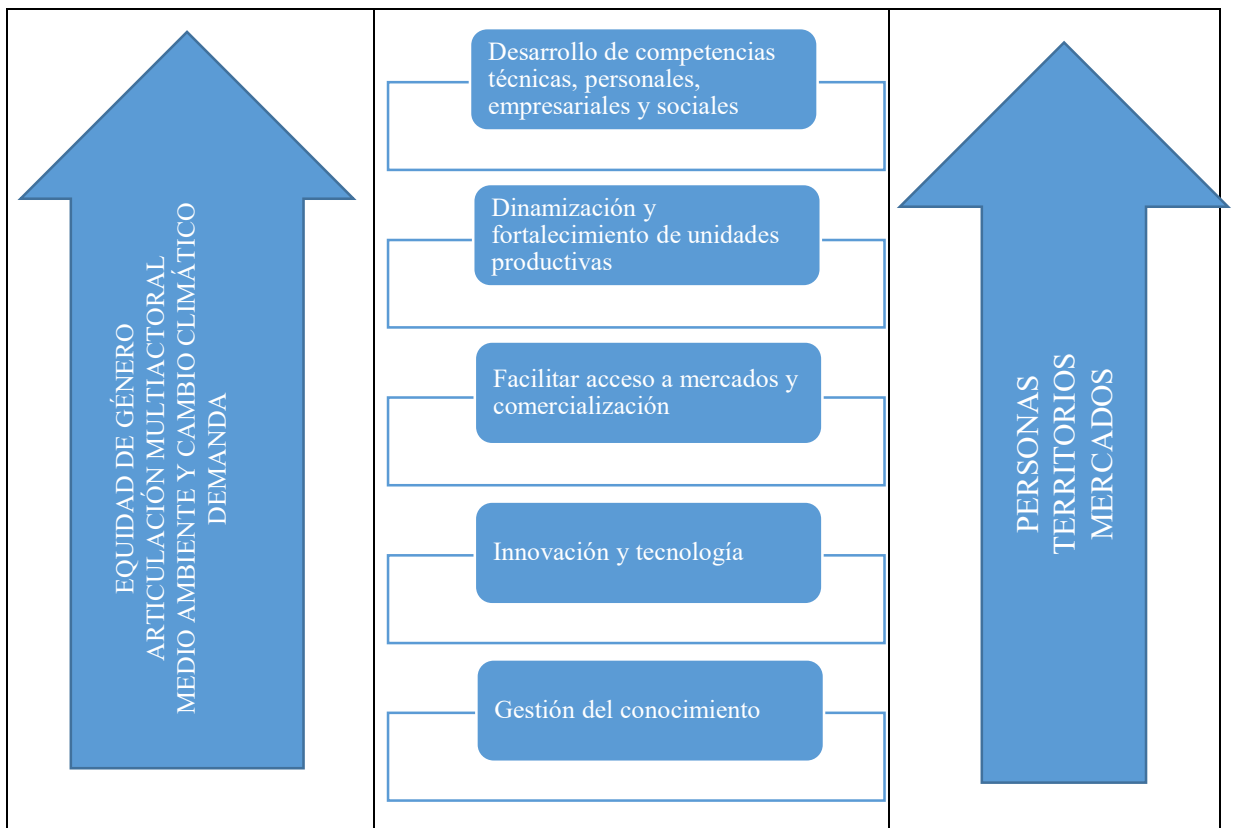 EQUIDAD DE GÉNERO
ARTICULACIÓN MULTIACTORAL
MEDIO AMBIENTE Y CAMBIO CLIMÁTICO
DEMANDA
Desarrollo de competencias
técnicas, personales,
empresariales y sociales
Dinamización y
fortalecimiento de unidades
productivas
Facilitar acceso a mercados y
comercialización
Innovación y tecnología
Gestión del conocimiento
PERSONAS
TERRITORIOS
MERCADOS